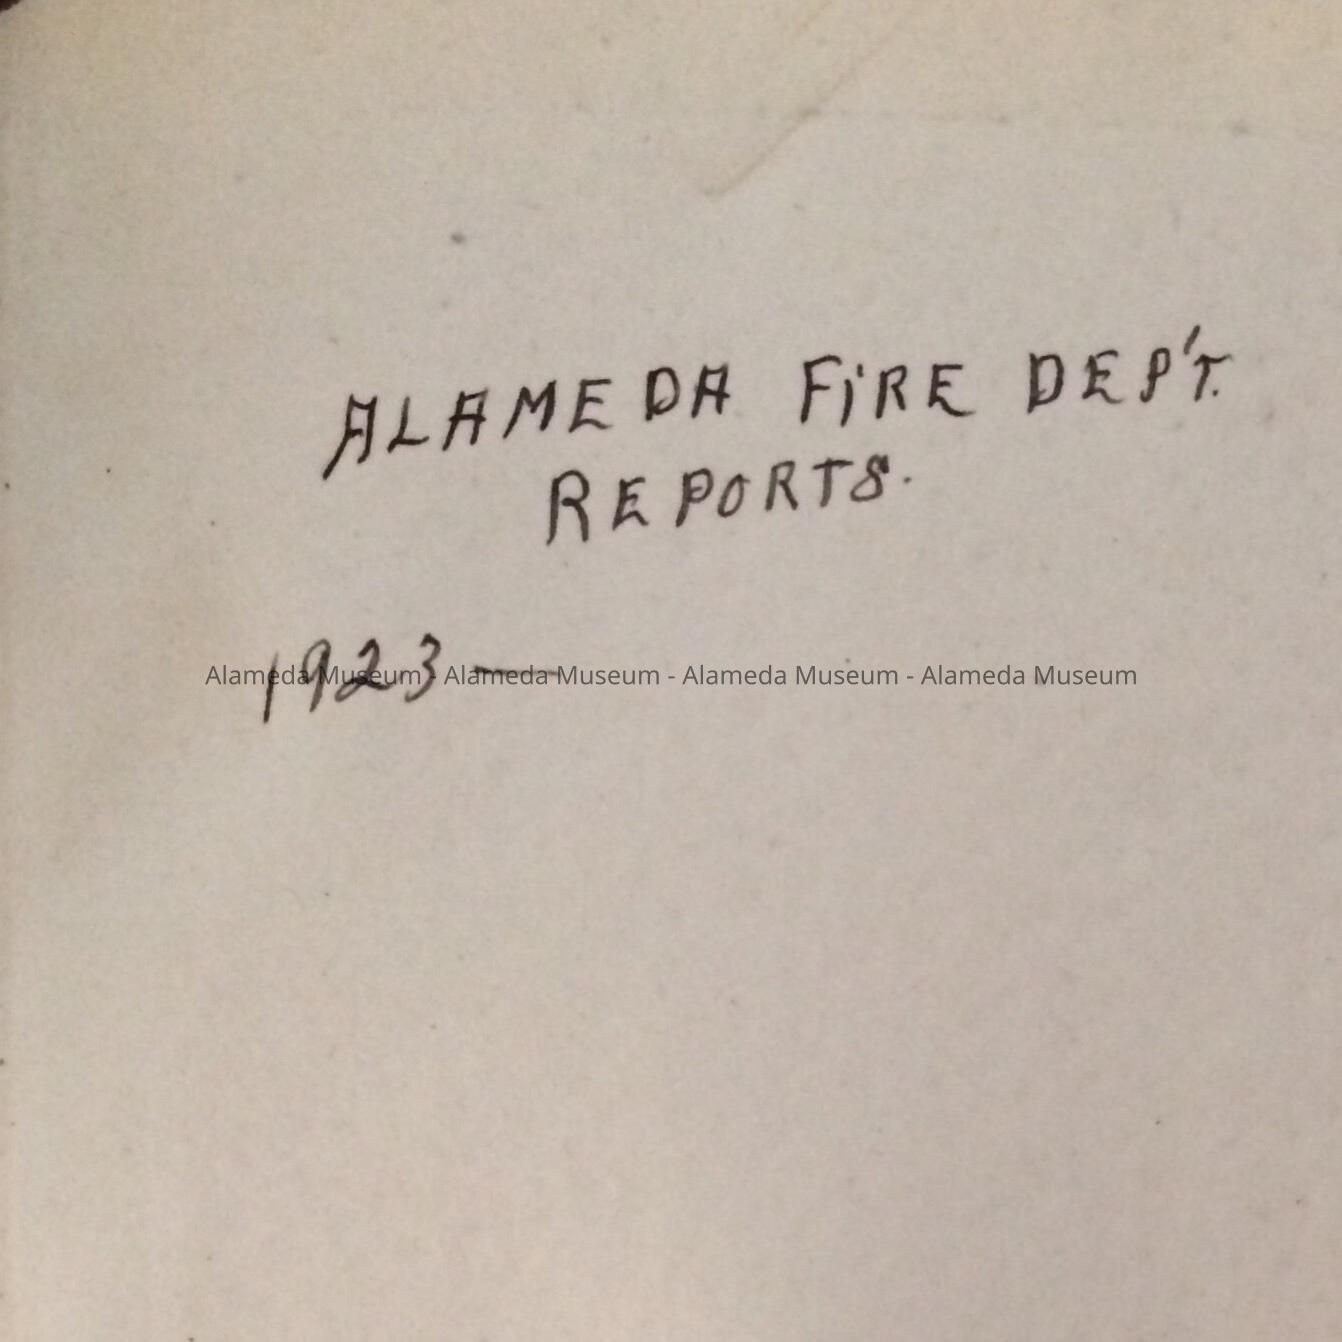 ALAMEDA FiRE DEP'T.
REPORTS.
1923—
Alameda Museum - Alameda Museum - Alameda Museum - Alameda Museum